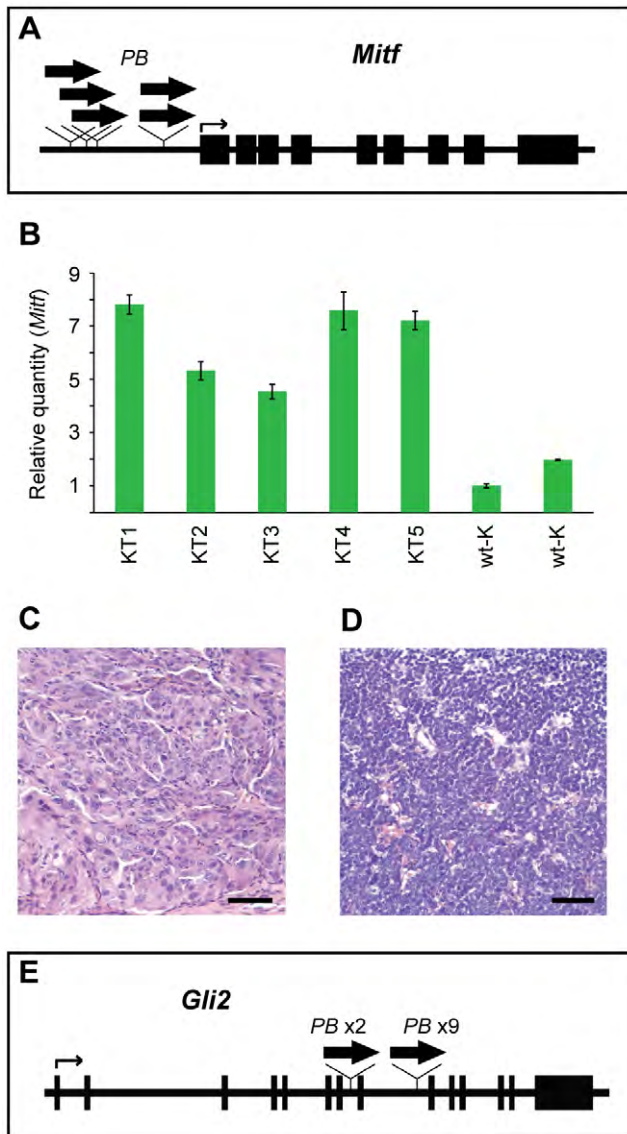 A
PB
Mitf
B
Relative quantity (Mitf)
9
7
5
3
1
KT1
KT2
KT3
KT4
KT5
wt-K
wt-K
C
D
E
Gli2
PB x2
PB x9